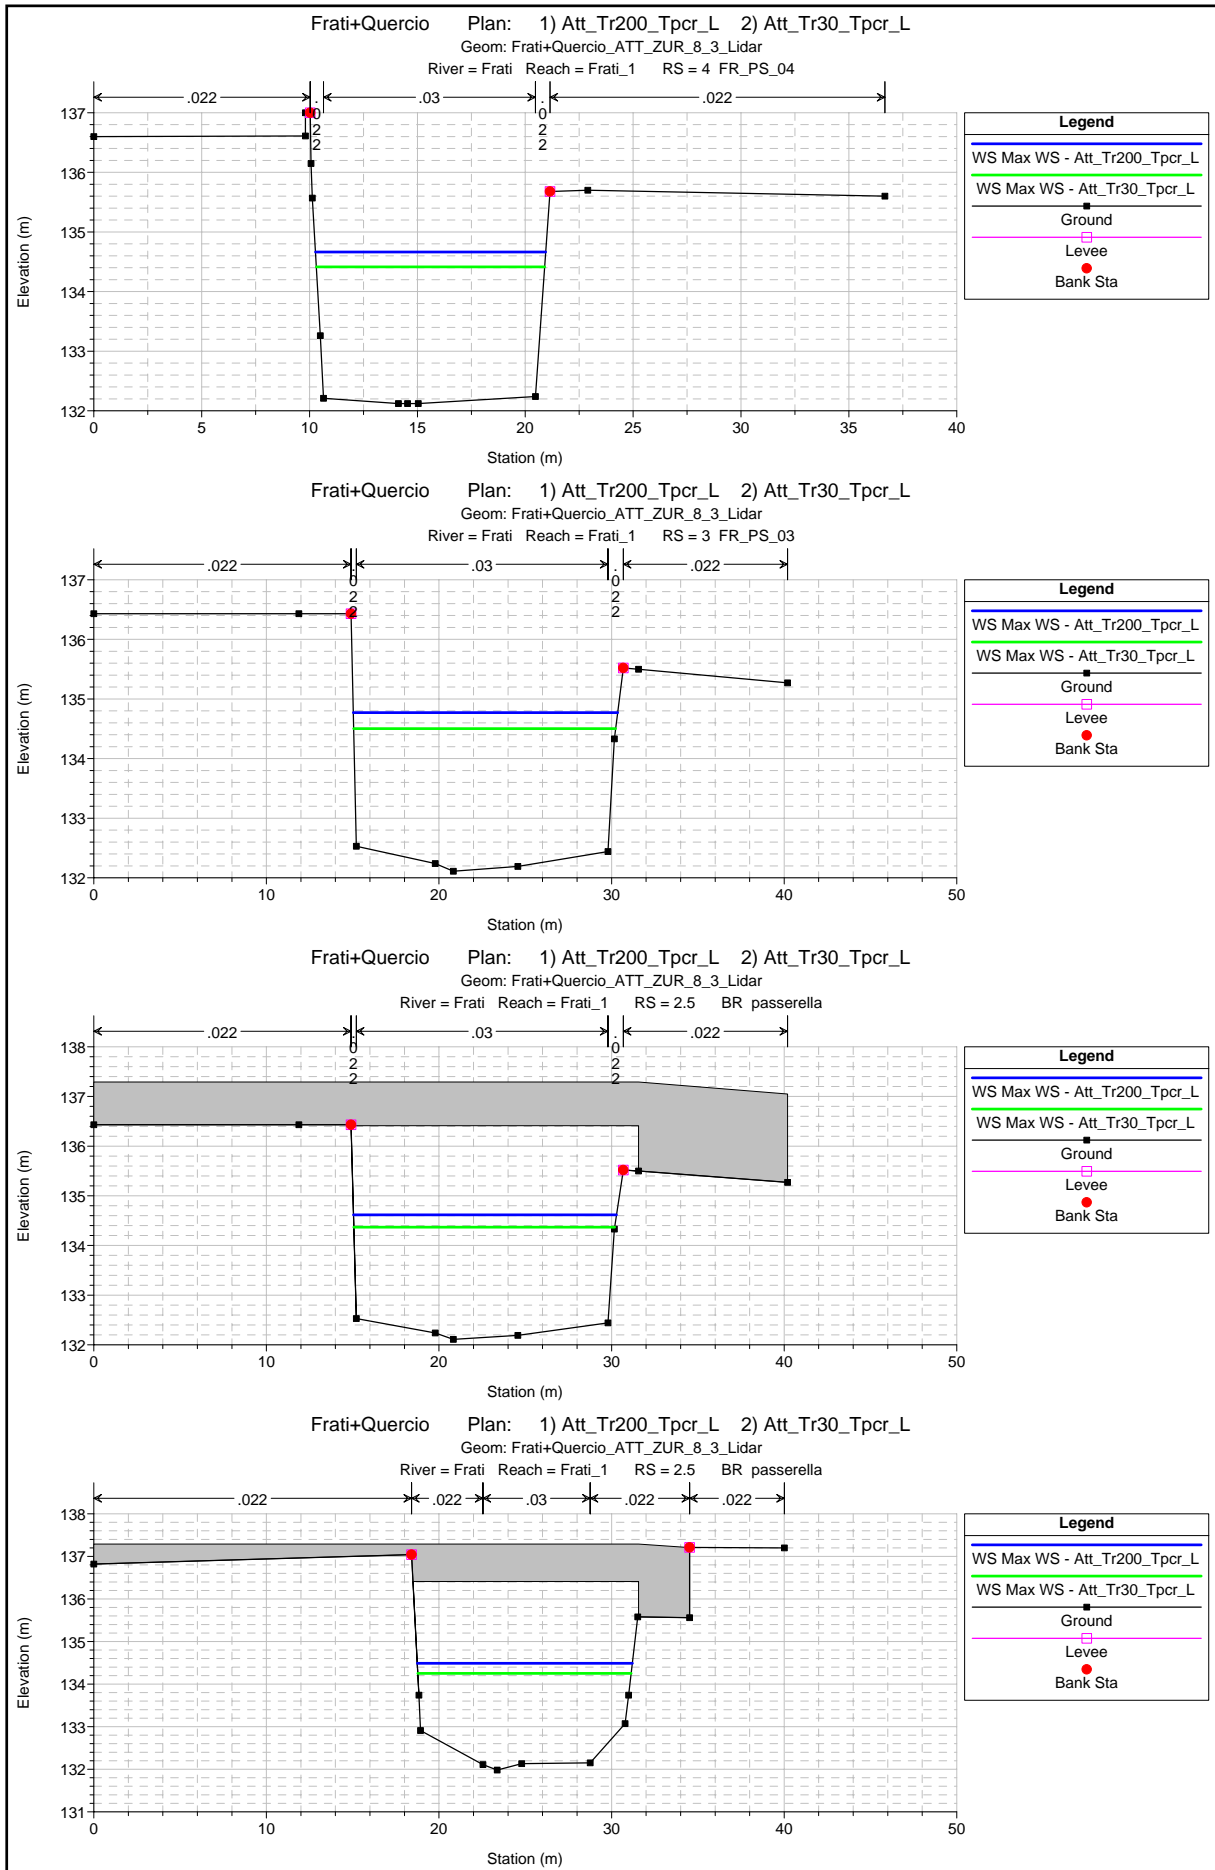 Frati+Quercio Plan: 1) Att_Tr200_Tpcr_L 2) Att_Tr30_Tpcr_L
Geom: Frati+Quercio_ATT_ZUR_8_3_Lidar
River = Frati Reach = Frati_1 RS = 4 FR_PS_04
.022 .022 .03 .022 .022
137
136
135
134
133
132
Elevation (m)
0 5 10 15 20 25 30 35 40
Station (m)
Legend
WS Max WS - Att_Tr200_Tpcr_L
WS Max WS - Att_Tr30_Tpcr_L
Ground
Levee
Bank Sta
Frati+Quercio Plan: 1) Att_Tr200_Tpcr_L 2) Att_Tr30_Tpcr_L
Geom: Frati+Quercio_ATT_ZUR_8_3_Lidar
River = Frati Reach = Frati_1 RS = 3 FR_PS_03
.022 .022 .03 .022 .022
137
136
135
134
133
132
Elevation (m)
0 10 20 30 40 50
Station (m)
Legend
WS Max WS - Att_Tr200_Tpcr_L
WS Max WS - Att_Tr30_Tpcr_L
Ground
Levee
Bank Sta
Frati+Quercio Plan: 1) Att_Tr200_Tpcr_L 2) Att_Tr30_Tpcr_L
Geom: Frati+Quercio_ATT_ZUR_8_3_Lidar
River = Frati Reach = Frati_1 RS = 2.5 BR passerella
.022 .022 .03 .022 .022
138
137
136
135
134
133
132
Elevation (m)
0 10 20 30 40 50
Station (m)
Legend
WS Max WS - Att_Tr200_Tpcr_L
WS Max WS - Att_Tr30_Tpcr_L
Ground
Levee
Bank Sta
Frati+Quercio Plan: 1) Att_Tr200_Tpcr_L 2) Att_Tr30_Tpcr_L
Geom: Frati+Quercio_ATT_ZUR_8_3_Lidar
River = Frati Reach = Frati_1 RS = 2.5 BR passerella
.022 .022 .03 .022 .022
138
137
136
135
134
133
132
131
Elevation (m)
0 10 20 30 40 50
Station (m)
Legend
WS Max WS - Att_Tr200_Tpcr_L
WS Max WS - Att_Tr30_Tpcr_L
Ground
Levee
Bank Sta